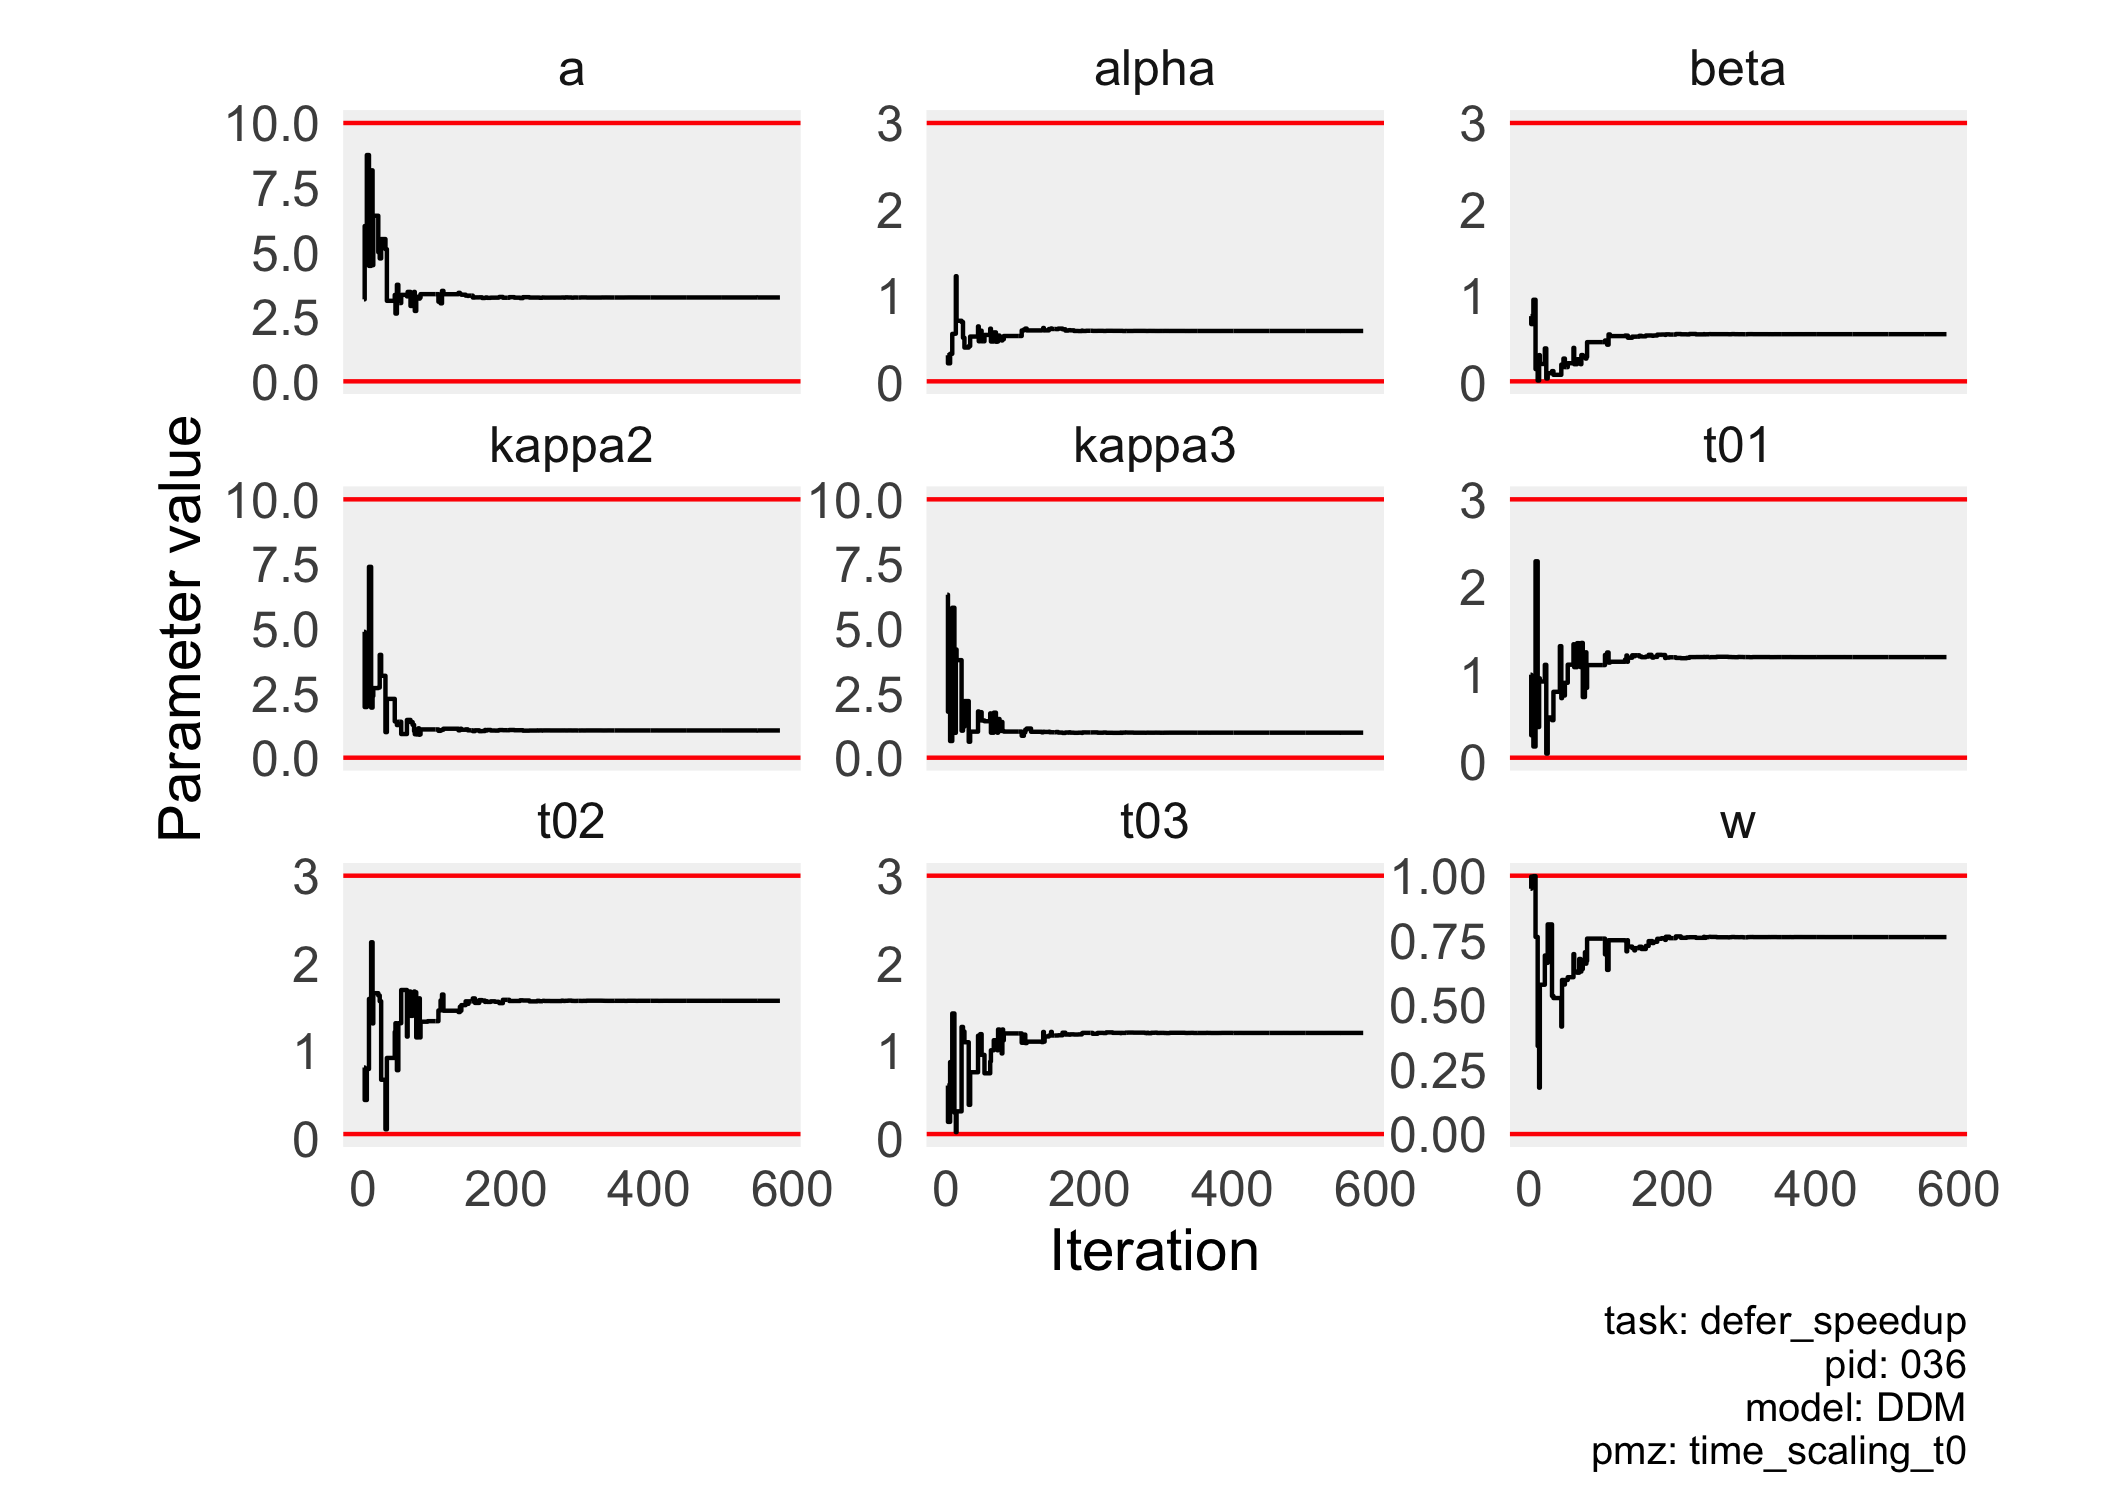 a
alpha
beta
10.0
7.5
5.0
2.5
0.0
3
2
1
0
3
2
1
0
kappa2
kappa3
t01
10.0
7.5
5.0
2.5
0.0
10.0
7.5
5.0
2.5
0.0
3
2
1
0
t02
t03
w
3
2
1
0
3
2
1
0
1.00
0.75
0.50
0.25
0.00
0 200 400 600
0 200 400 600
0 200 400 600
Parameter value
Iteration
task: defer_speedup
pid: 036
model: DDM
pmz: time_scaling_t0